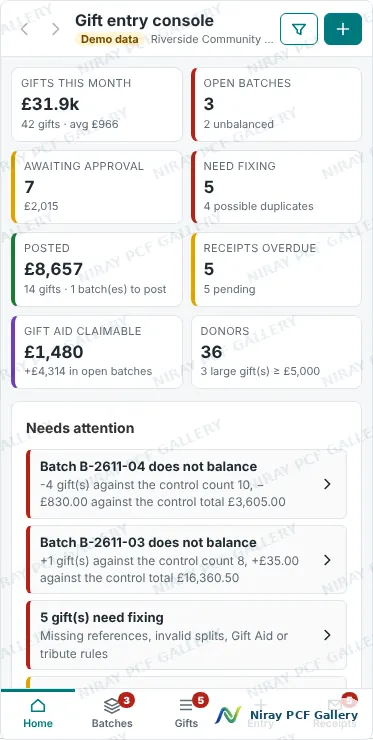 Gift entry console
Demo data Riverside Community ...
GIFTS THIS MONTH
£31.9k
42 gifts · avg £966
OPEN BATCHES
3
2 unbalanced
AWAITING APPROVAL
7
£2,015
NEED FIXING
5
4 possible duplicates
POSTED
£8,657
14 gifts · 1 batch(es) to post
RECEIPTS OVERDUE
5
5 pending
GIFT AID CLAIMABLE
£1,480
+£4,314 in open batches
DONORS
36
3 large gift(s) ≥ £5,000
Needs attention
Batch B-2611-04 does not balance
-4 gift(s) against the control count 10, –
£830.00 against the control total £3,605.00
Batch B-2611-03 does not balance
+1 gift(s) against the control count 8, +£35.00
against the control total £16,360.50
5 gift(s) need fixing
Missing references, invalid splits, Gift Aid or
tribute rules
Home
3
Batches
5
Gifts
Entry
Receipts
Niray PCF Gallery
NIRAY PCF GALLERY